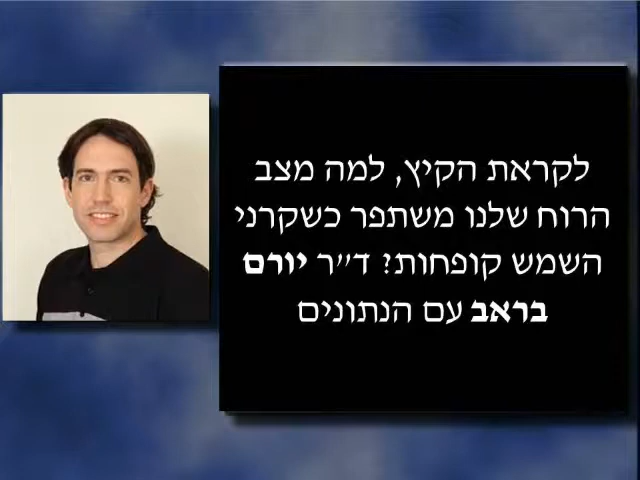 לקראת הקיץ, למה מצב
הרוח שלנו משתפר כשקרני
השמש קופחות? ד״ר יורם
בראב עם הנתונים